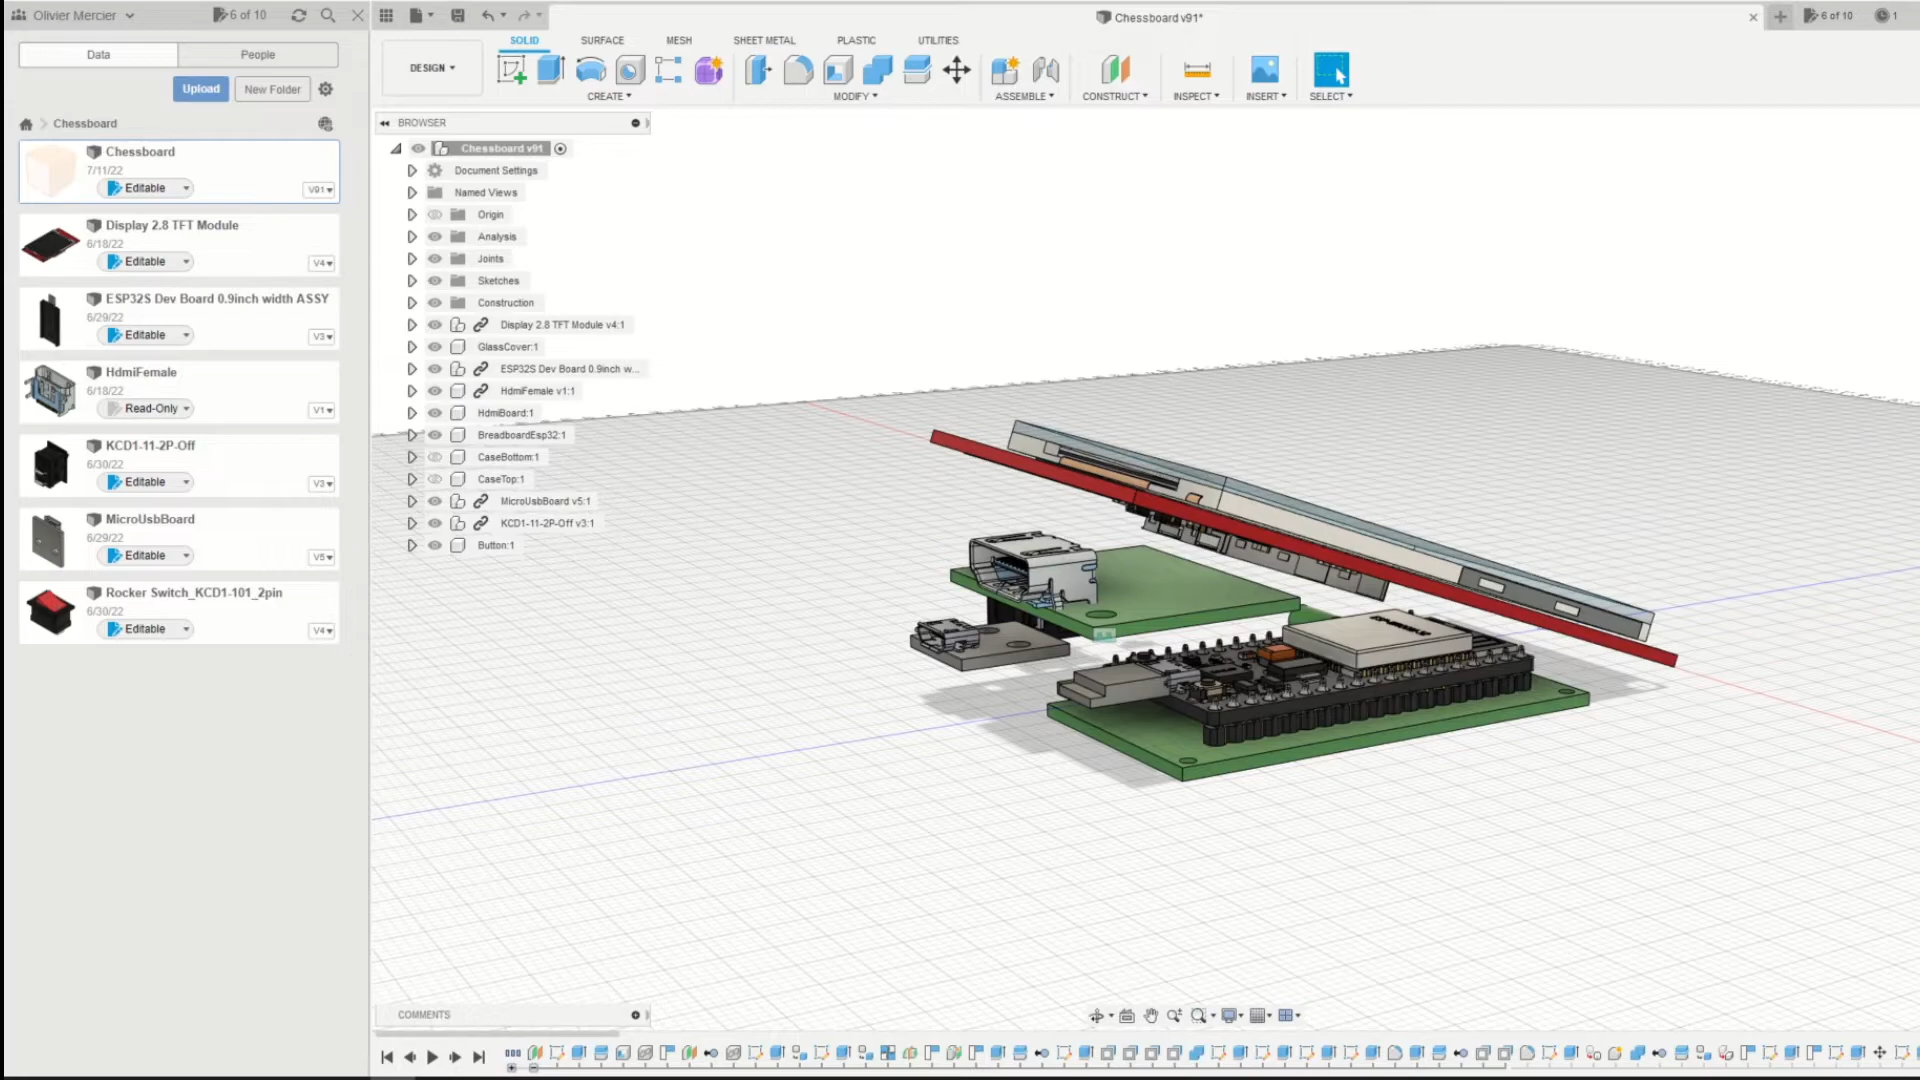 Olivier Mercier
6 of 10
Data
People
Upload
New Folder
Chessboard
Chessboard
7/11/22
Editable
V91
Display 2.8 TFT Module
6/18/22
Editable
V4
ESP32S Dev Board 0.9inch width ASSY
6/29/22
Editable
V3
HdmiFemale
6/18/22
Read-Only
V1
KCD1-11-2P-Off
6/30/22
Editable
V3
MicroUsbBoard
6/29/22
Editable
V5
Rocker Switch_KCD1-101_2pin
6/30/22
Editable
V4
Chessboard v91*
6 of 10
1
DESIGN
SOLID
SURFACE
MESH
SHEET METAL
PLASTIC
UTILITIES
CREATE
MODIFY
ASSEMBLE
CONSTRUCT
INSPECT
INSERT
SELECT
BROWSER
Chessboard v91
Document Settings
Named Views
Origin
Analysis
Joints
Sketches
Construction
Display 2.8 TFT Module v4:1
GlassCover:1
ESP32S Dev Board 0.9inch w...
HdmiFemale v1:1
HdmiBoard:1
BreadboardEsp32:1
CaseBottom:1
CaseTop:1
MicroUsbBoard v5:1
KCD1-11-2P-Off v3:1
Button:1
COMMENTS